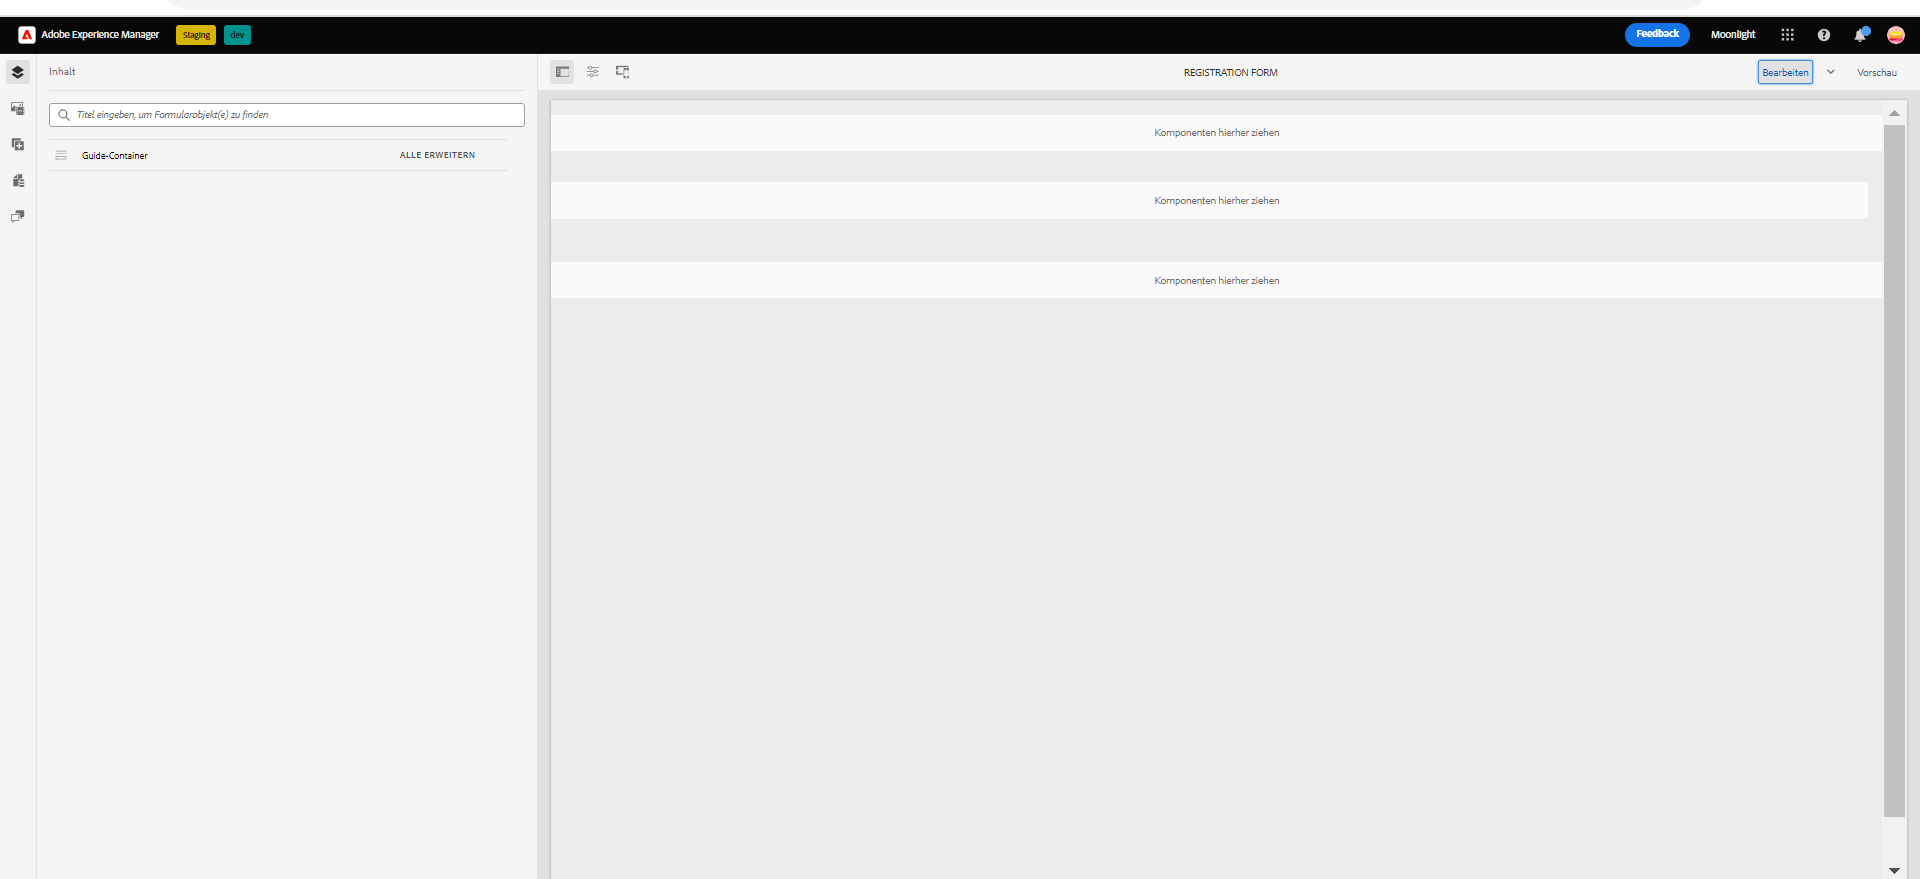 Adobe Experience Manager Staging dev Feedback Moonlight
Inhalt
REGISTRATION FORM
Bearbeiten
Vorschau
Titel eingeben, um Formularobjekt(e) zu finden
Guide-Container ALLE ERWEITERN
Komponenten hierher ziehen
Komponenten hierher ziehen
Komponenten hierher ziehen